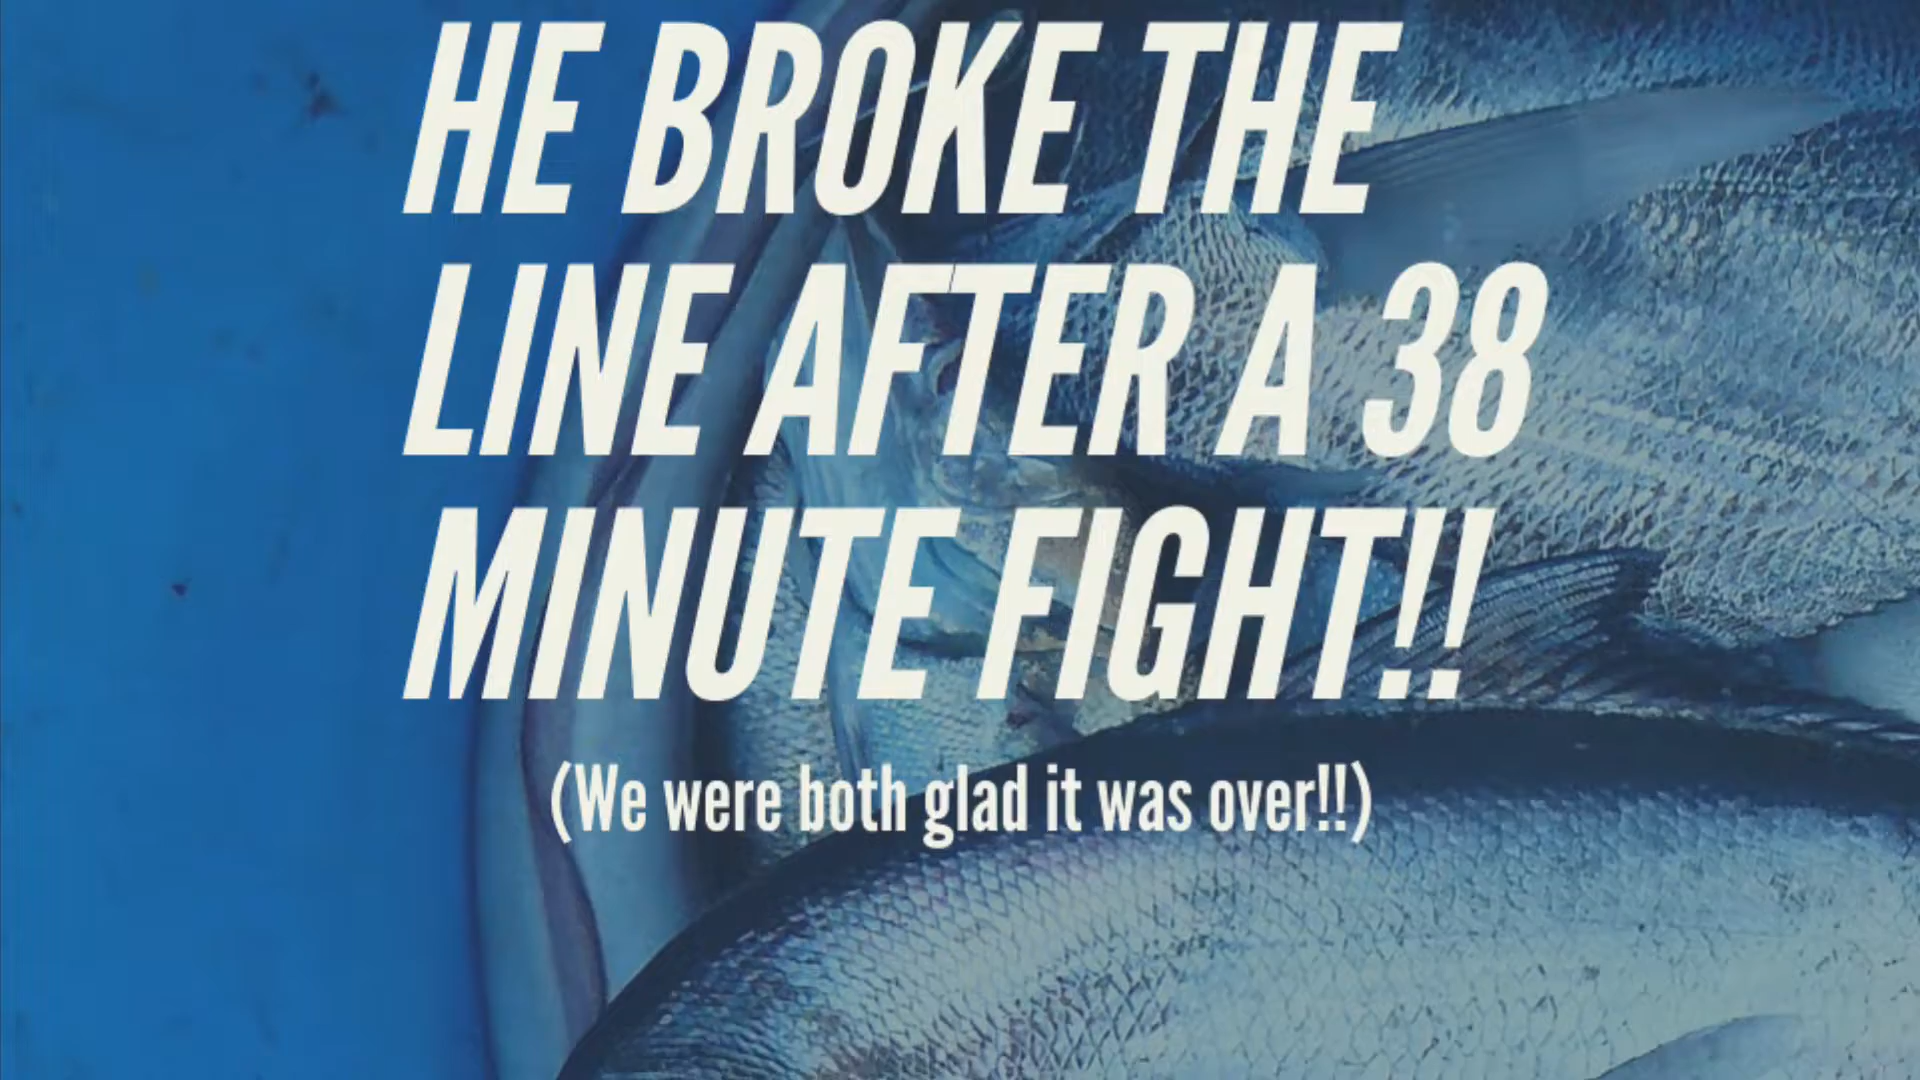 HE BROKE THE
LINE AFTER A 38
MINUTE FIGHT!!
(We were both glad it was over!!)